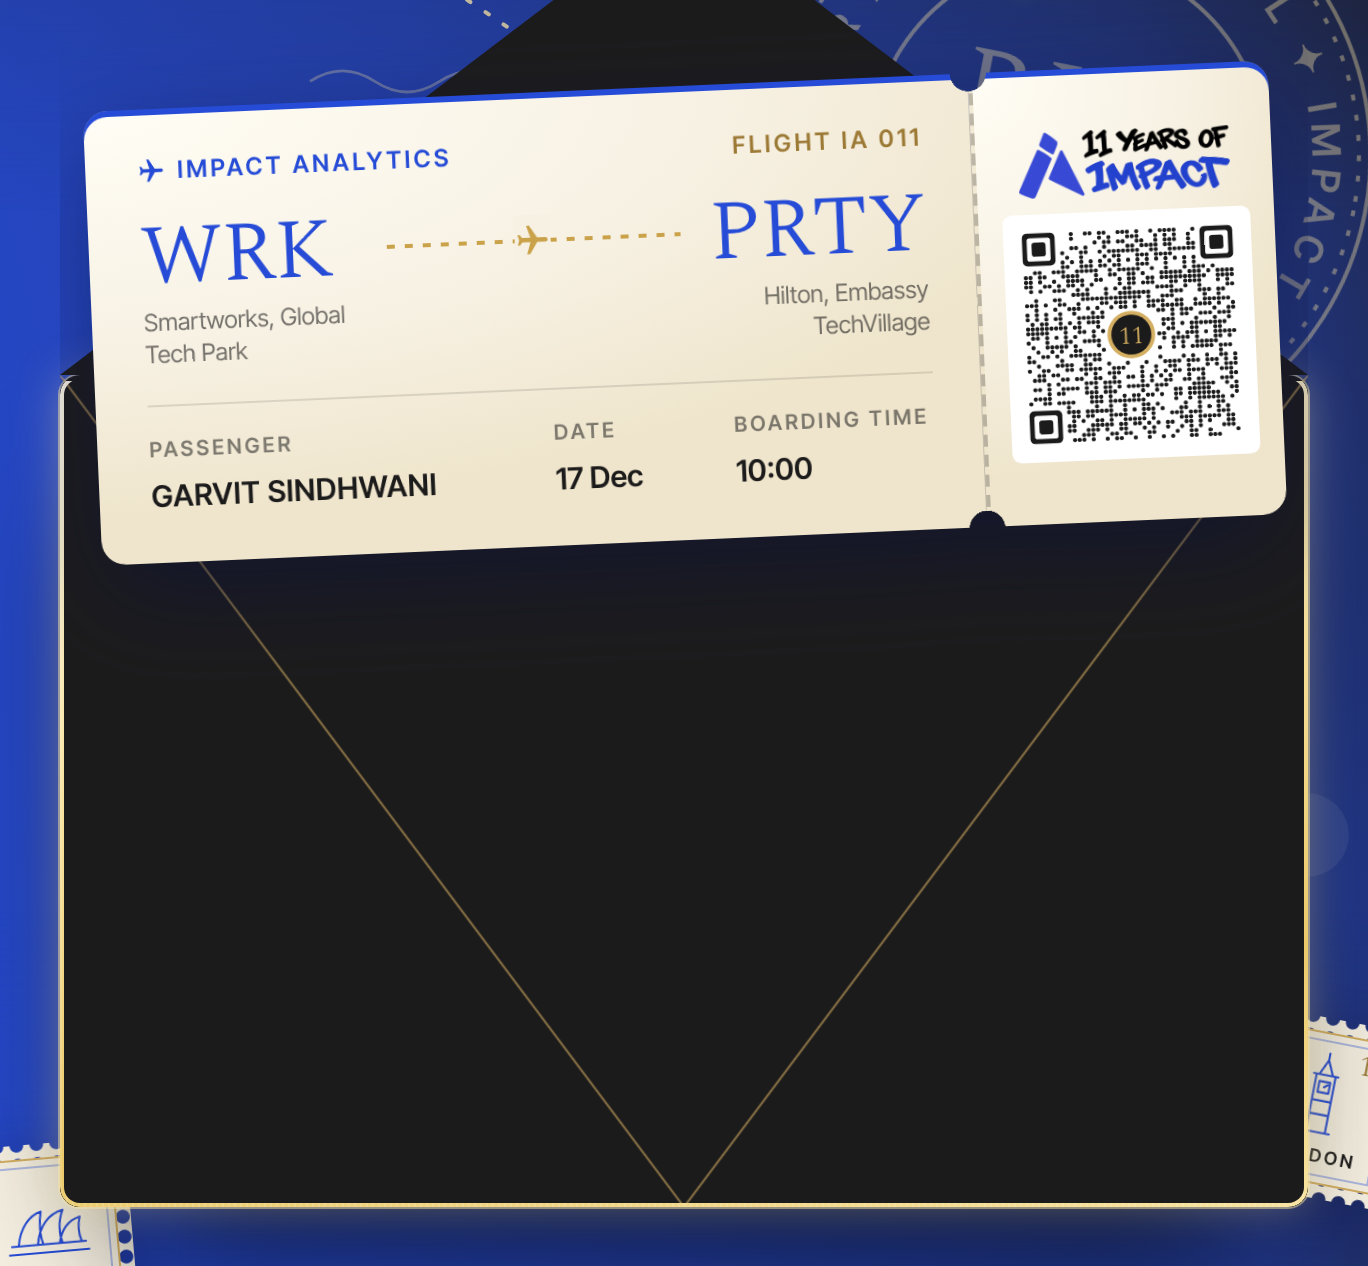 IMPACT ANALYTICS
FLIGHT IA 011
WRK
PRTY
Smartworks, Global
Tech Park
Hilton, Embassy
TechVillage
PASSENGER
GARVIT SINDHWANI
DATE
17 Dec
BOARDING TIME
10:00
11 YEARS OF
IMPACT
11
IMPACT
DON